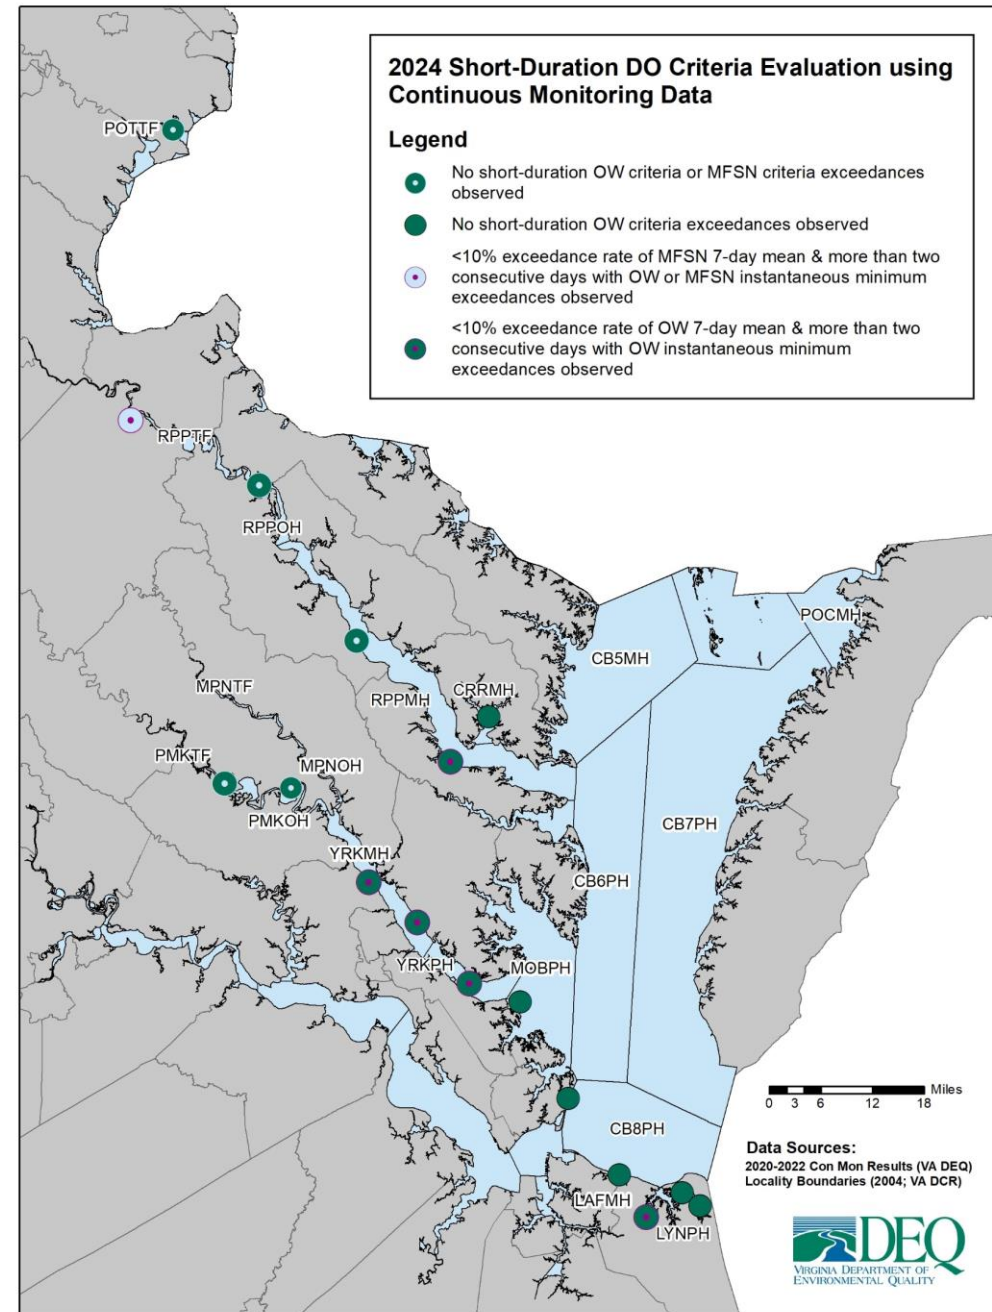 2024 Short-Duration DO Criteria Evaluation using
Continuous Monitoring Data
Legend
No short-duration OW criteria or MFSN criteria exceedances
observed
No short-duration OW criteria exceedances observed
<10% exceedance rate of MFSN 7-day mean & more than two
consecutive days with OW or MFSN instantaneous minimum
exceedances observed
<10% exceedance rate of OW 7-day mean & more than two
consecutive days with OW instantaneous minimum
exceedances observed
POTTF
RPPTF
RPPOH
POCMH
CB5MH
MPNTF
CRRMH
RPPMH
PMKTF
MPNOH
PMKOH
CB7PH
YRKMH
CB6PH
YRKPH
MOBPH
Miles
0 3 6 12 18
CB8PH
Data Sources:
2020-2022 Con Mon Results (VA DEQ)
Locality Boundaries (2004; VA DCR)
LAFMH
LYNPH
DEQ
VIRGINIA DEPARTMENT OF
ENVIRONMENTAL QUALITY